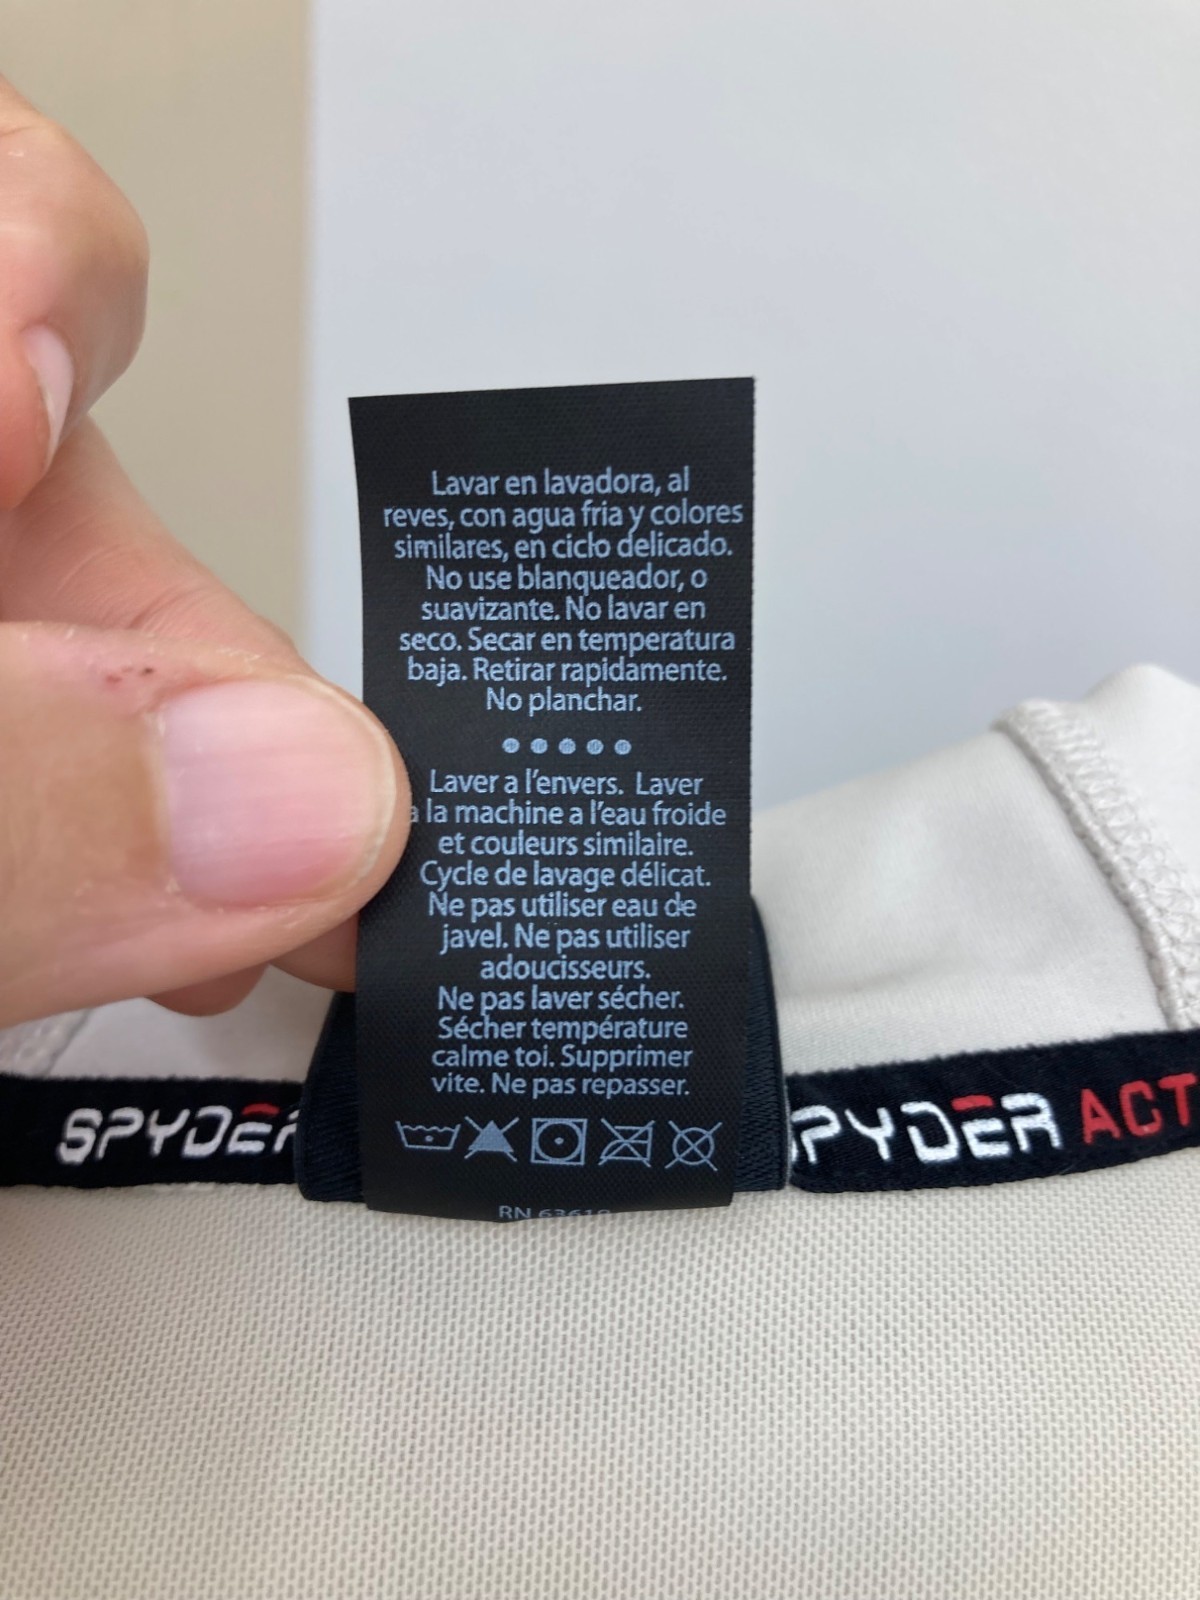 Lavar en lavadora, al
reves, con agua fria y colores
similares, en ciclo delicado.
No use blanqueador, o
suavizante. No lavar en
seco. Secar en temperatura
baja. Retirar rapidamente.
No planchar.
Laver a l'envers. Laver
a la machine a l'eau froide
et couleurs similaire.
Cycle de lavage délicat.
Ne pas utiliser eau de
javel. Ne pas utiliser
adoucisseurs.
Ne pas laver sécher.
Sécher température
calme toi. Supprimer
vite. Ne pas repasser.
SPYDER
SPYDER ACT
RN